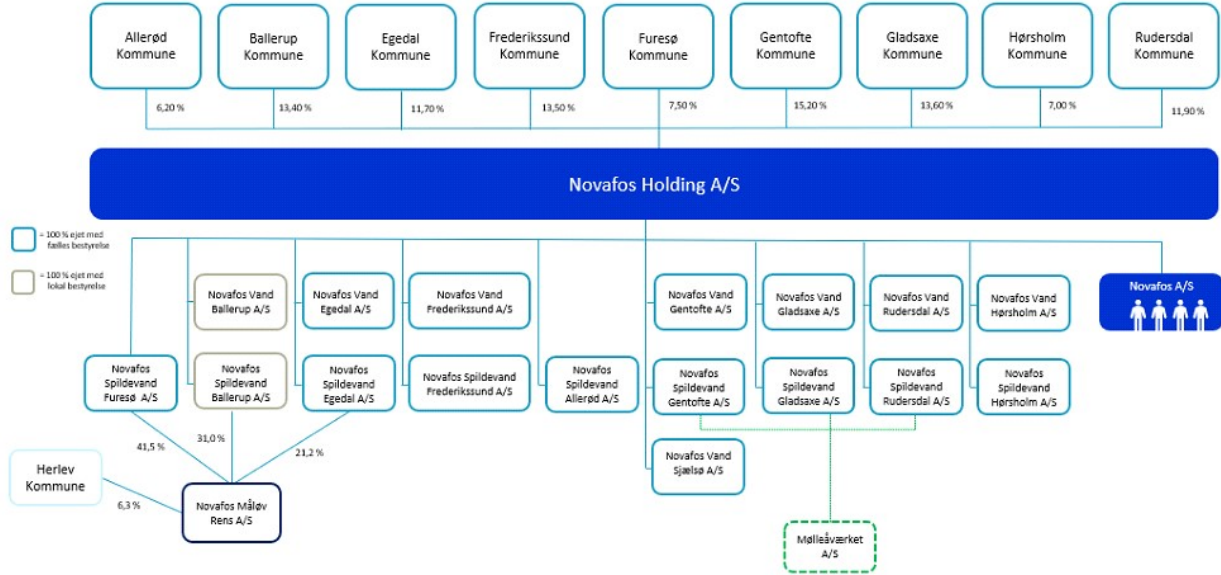 Allerød
Kommune
Ballerup
Kommune
Egedal
Kommune
Frederikssund
Kommune
Furesø
Kommune
Gentofte
Kommune
Gladsaxe
Kommune
Hørsholm
Kommune
Rudersdal
Kommune
6,20 %
13,40 %
11,70 %
13,50 %
7,50 %
15,20 %
13,60 %
7,00 %
11,90 %
Novafos Holding A/S
= 100 % ejet med
fælles bestyrelse
= 100 % ejet med
lokal bestyrelse
Novafos Vand
Ballerup A/S
Novafos Vand
Egedal A/S
Novafos Vand
Frederikssund A/S
Novafos Vand
Gentofte A/S
Novafos Vand
Gladsaxe A/S
Novafos Vand
Rudersdal A/S
Novafos Vand
Hørsholm A/S
Novafos A/S
Novafos
Spildevand
Furesø A/S
Novafos
Spildevand
Ballerup A/S
Novafos
Spildevand
Egedal A/S
Novafos Spildevand
Frederikssund A/S
Novafos
Spildevand
Allerød A/S
Novafos
Spildevand
Gentofte A/S
Novafos
Spildevand
Gladsaxe A/S
Novafos
Spildevand
Rudersdal A/S
Novafos
Spildevand
Hørsholm A/S
41,5 %
31,0 %
21,2 %
Novafos Vand
Sjælsø A/S
Herlev
Kommune
6,3 %
Novafos Måløv
Rens A/S
Mølleåværket
A/S